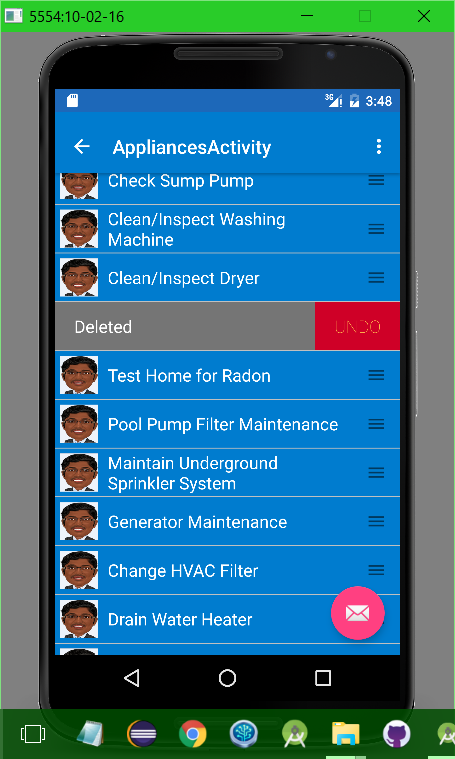 5554:10-02-16
3G 3:48
AppliancesActivity
Check Sump Pump
Clean/Inspect Washing
Machine
Clean/Inspect Dryer
Deleted UNDO
Test Home for Radon
Pool Pump Filter Maintenance
Maintain Underground
Sprinkler System
Generator Maintenance
Change HVAC Filter
Drain Water Heater